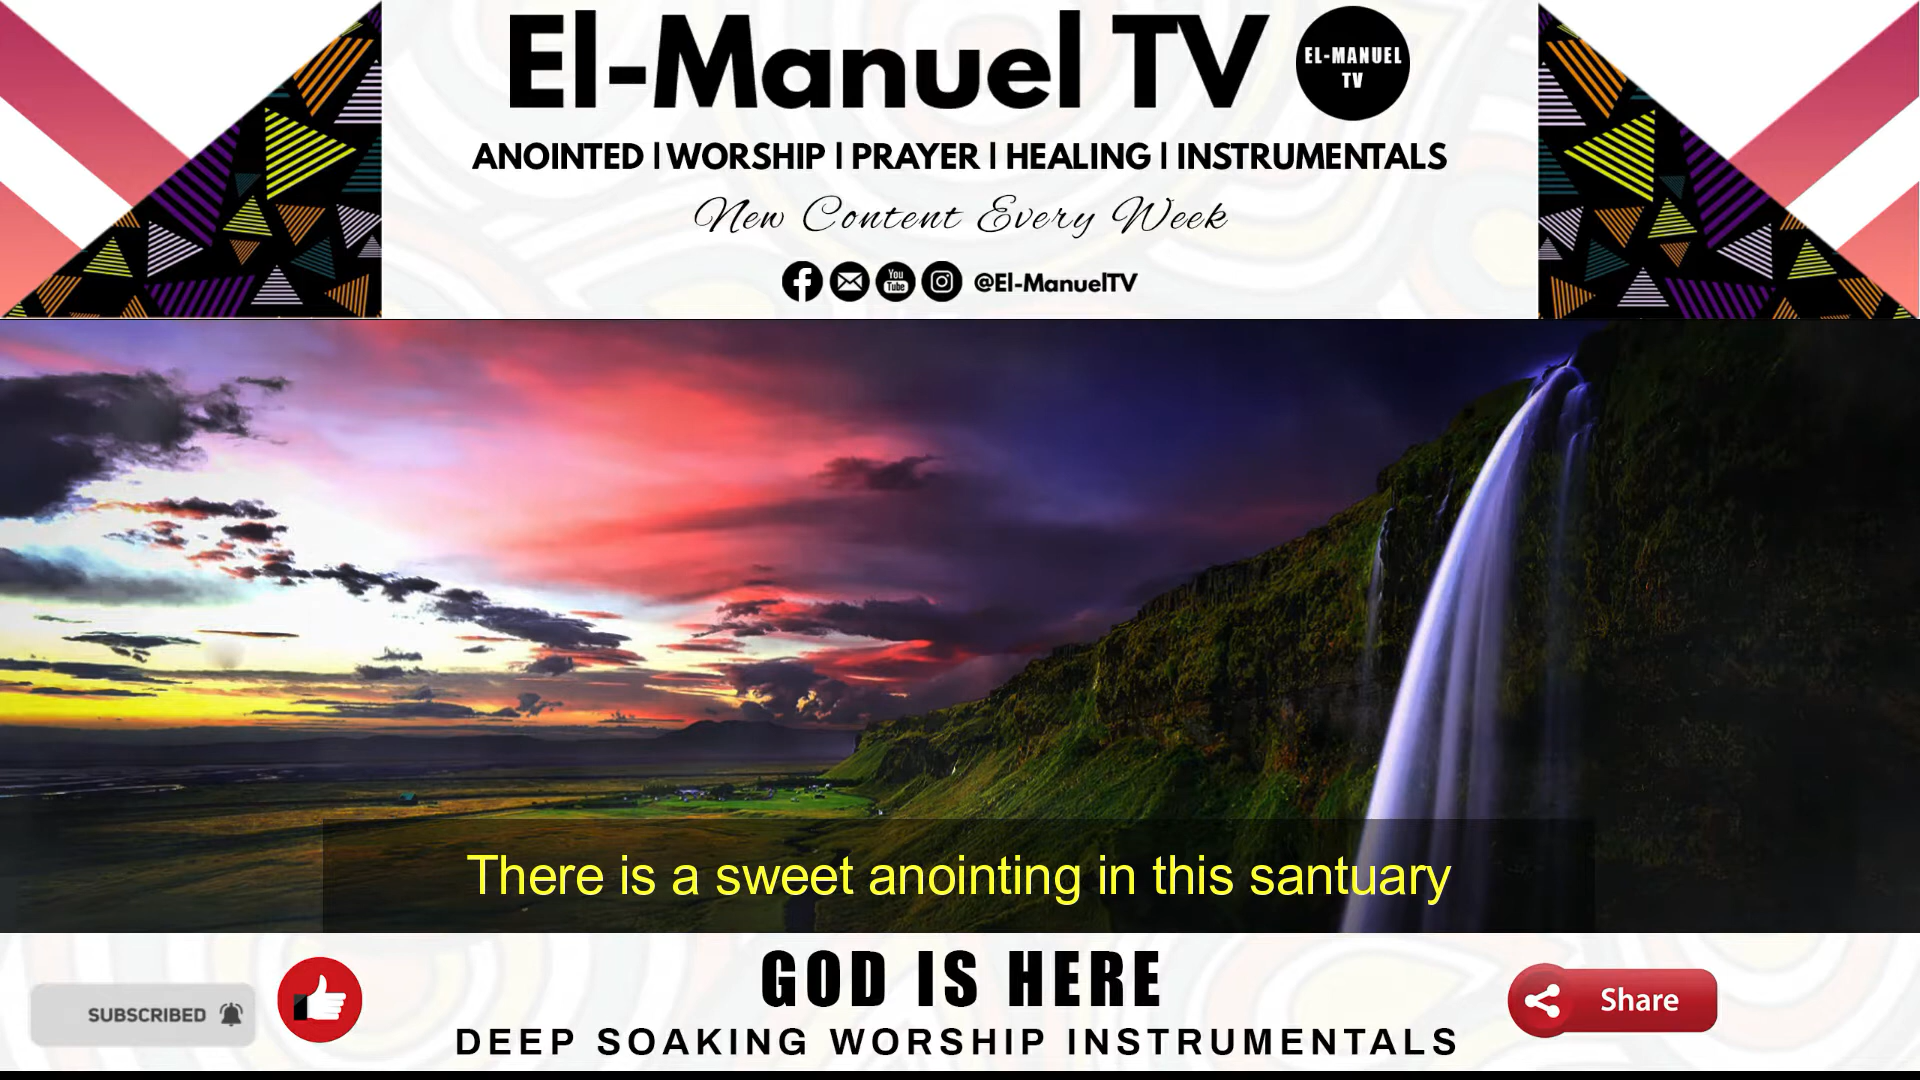 El-Manuel TV
EL-MANUEL
TV
ANOINTED | WORSHIP | PRAYER | HEALING | INSTRUMENTALS
New Content Every Week
You
Tube
@El-ManuelTV
There is a sweet anointing in this santuary
GOD IS HERE
SUBSCRIBED
Share
DEEP SOAKING WORSHIP INSTRUMENTALS